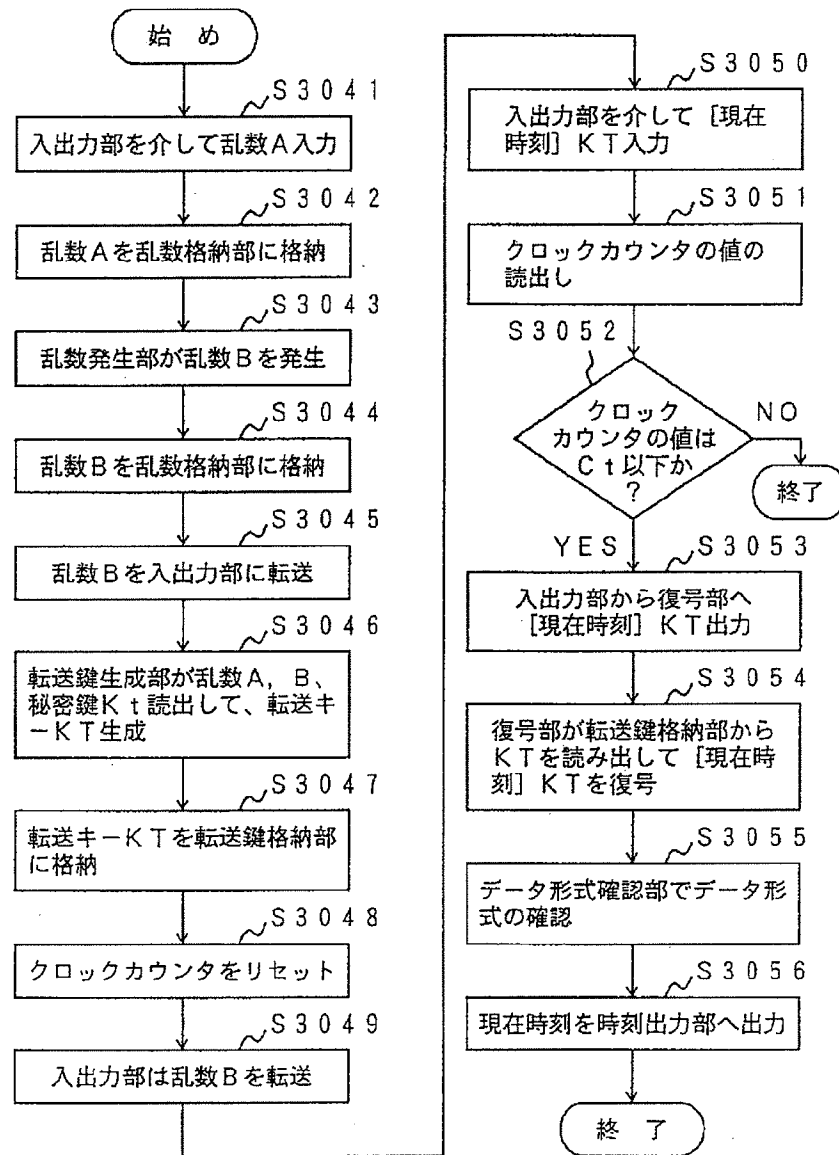 始め
S3041
入出力部を介して乱数A入力
S3042
乱数Aを乱数格納部に格納
S3043
乱数発生部が乱数Bを発生
S3044
乱数Bを乱数格納部に格納
S3045
乱数Bを入出力部に転送
S3046
転送鍵生成部が乱数A，B、
秘密鍵Kt読出して、転送キ
ーKT生成
S3047
転送キーKTを転送鍵格納部
に格納
S3048
クロックカウンタをリセット
S3049
入出力部は乱数Bを転送
S3050
入出力部を介して［現在
時刻］KT入力
S3051
クロックカウンタの値の
読出し
S3052
クロック
カウンタの値は
Ct以下か
?
NO
終了
YES
S3053
入出力部から復号部へ
［現在時刻］KT出力
S3054
復号部が転送鍵格納部から
KTを読み出して［現在時
刻］KTを復号
S3055
データ形式確認部でデータ形
式の確認
S3056
現在時刻を時刻出力部へ出力
終了